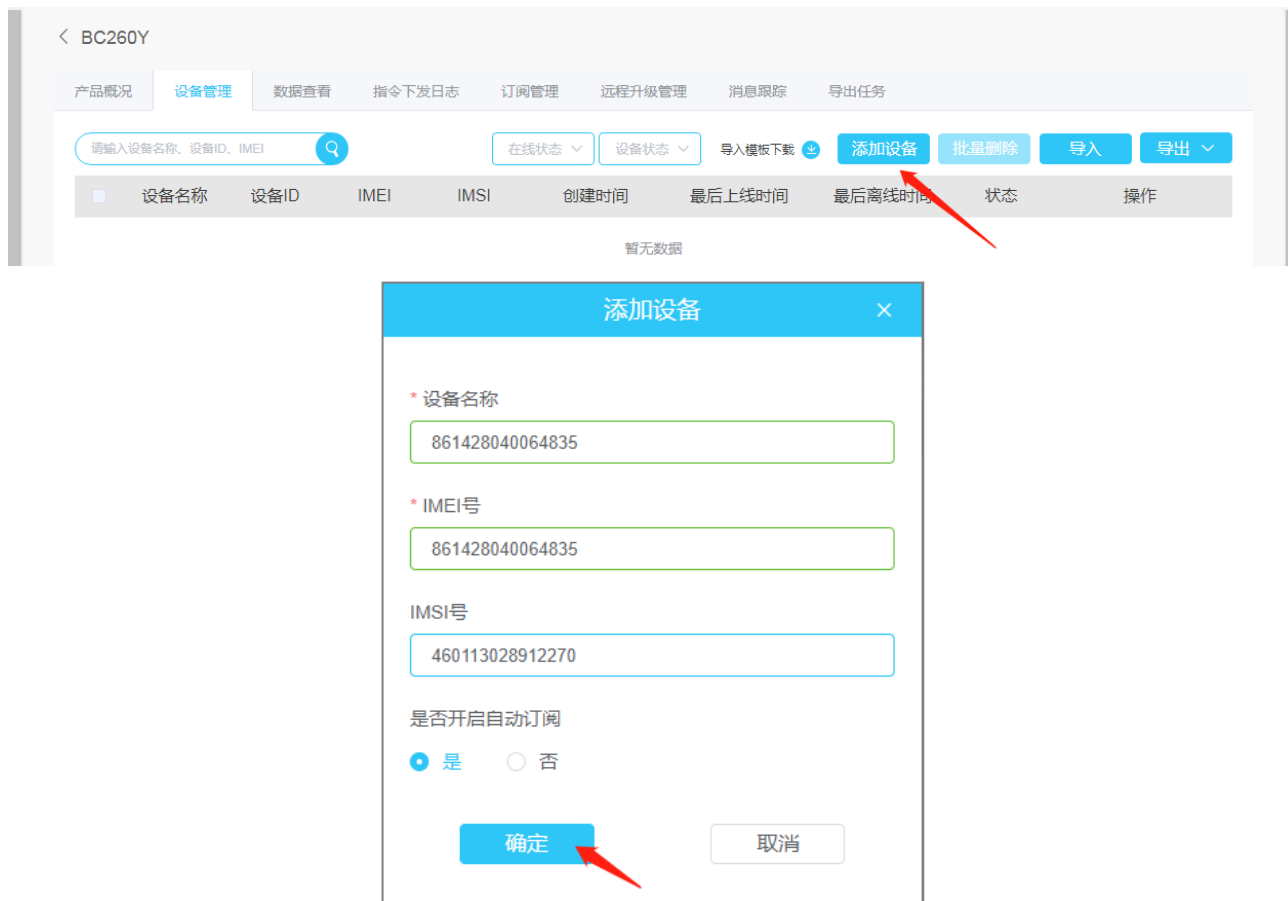 BC260Y
产品概况 设备管理 数据查看 指令下发日志 订阅管理 远程升级管理 消息跟踪 导出任务
请输入设备名称、设备ID、IMEI 在线状态 设备状态 导入模板下载 添加设备 批量删除 导入 导出
设备名称 设备ID IMEI IMSI 创建时间 最后上线时间 最后离线时间 状态 操作
暂无数据
添加设备
* 设备名称
861428040064835
* IMEI号
861428040064835
IMSI号
460113028912270
是否开启自动订阅
是 否
确定 取消